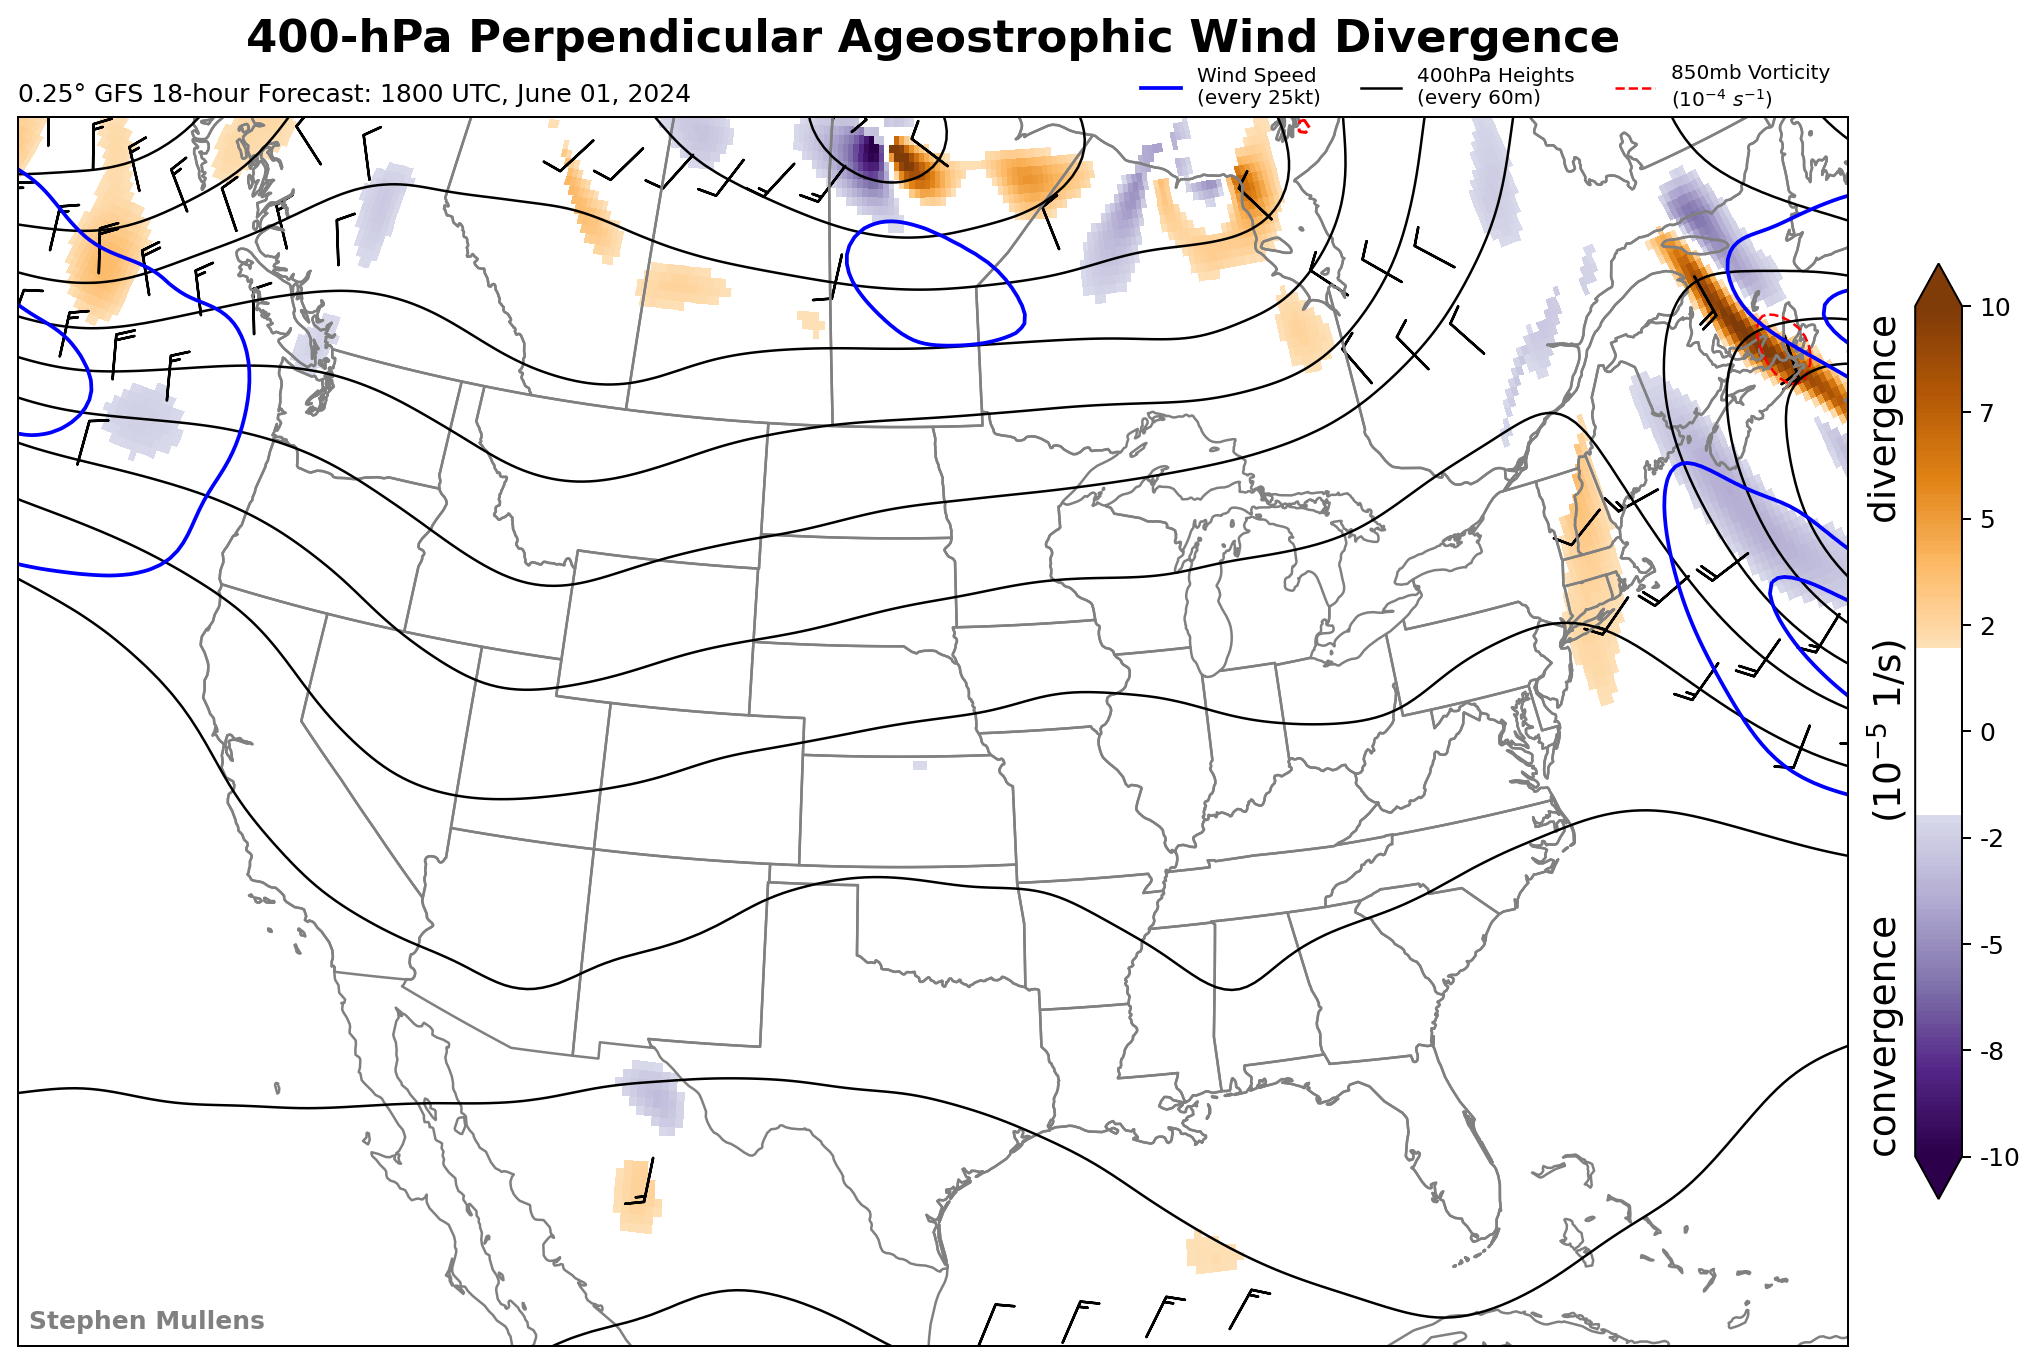 400-hPa Perpendicular Ageostrophic Wind Divergence
0.25° GFS 18-hour Forecast: 1800 UTC, June 01, 2024
Wind Speed
(every 25kt)
400hPa Heights
(every 60m)
850mb Vorticity
(10⁻⁴ s⁻¹)
convergence (10⁻⁵ 1/s) divergence
10
7
5
2
0
-2
-5
-8
-10
Stephen Mullens